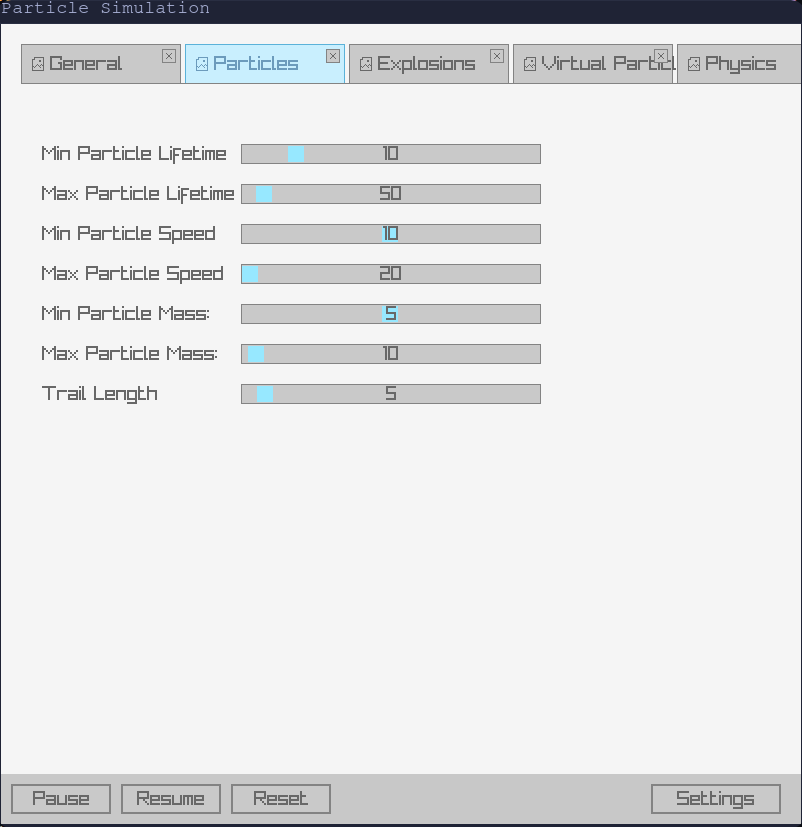 Particle Simulation
General Particles Explosions Virtual Physics
Min Particle Lifetime 10
Max Particle Lifetime 50
Min Particle Speed 10
Max Particle Speed 20
Min Particle Mass: 5
Max Particle Mass: 10
Trail Length 5
Pause Resume Reset Settings